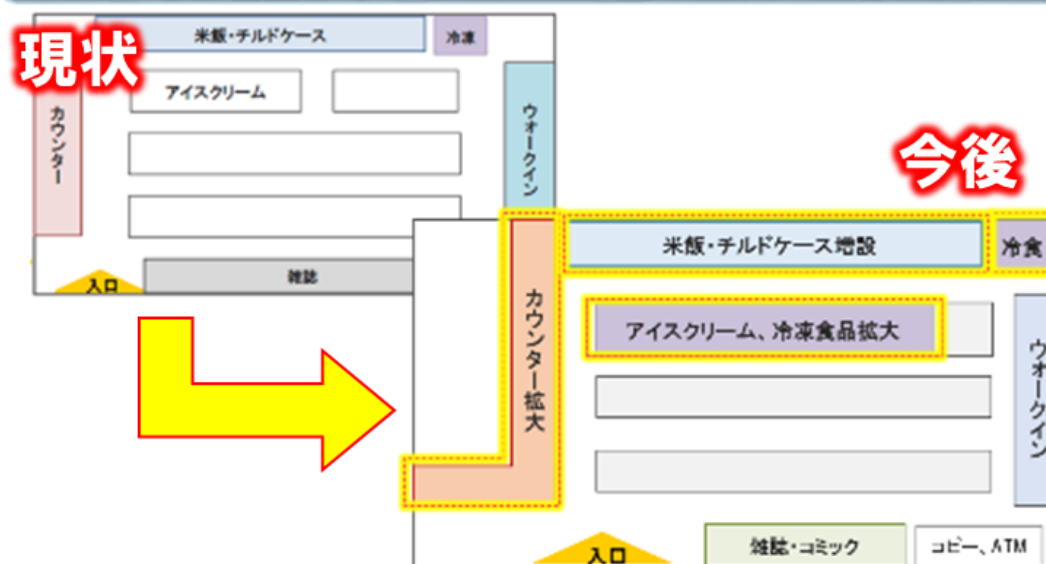 現状
米飯・チルドケース
冷凍
アイスクリーム
カウンター
ウォークイン
入口
雑誌
今後
米飯・チルドケース増設
冷食
カウンター拡大
アイスクリーム、冷凍食品拡大
ウォークイン
入口
雑誌・コミック
コピー、ATM